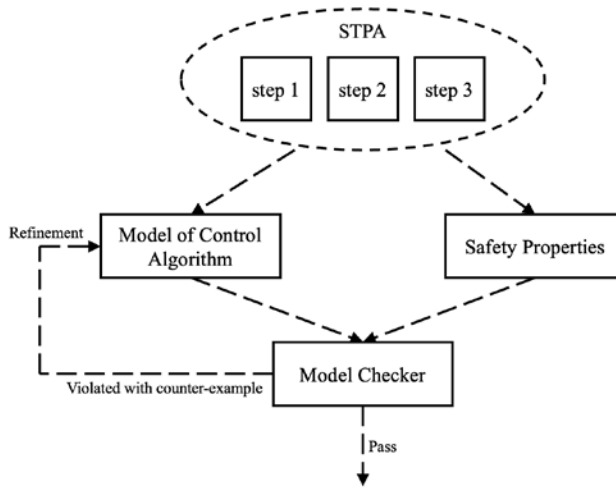 STPA
step 1
step 2
step 3
Refinement
Model of Control
Algorithm
Safety Properties
Violated with counter-example
Model Checker
Pass